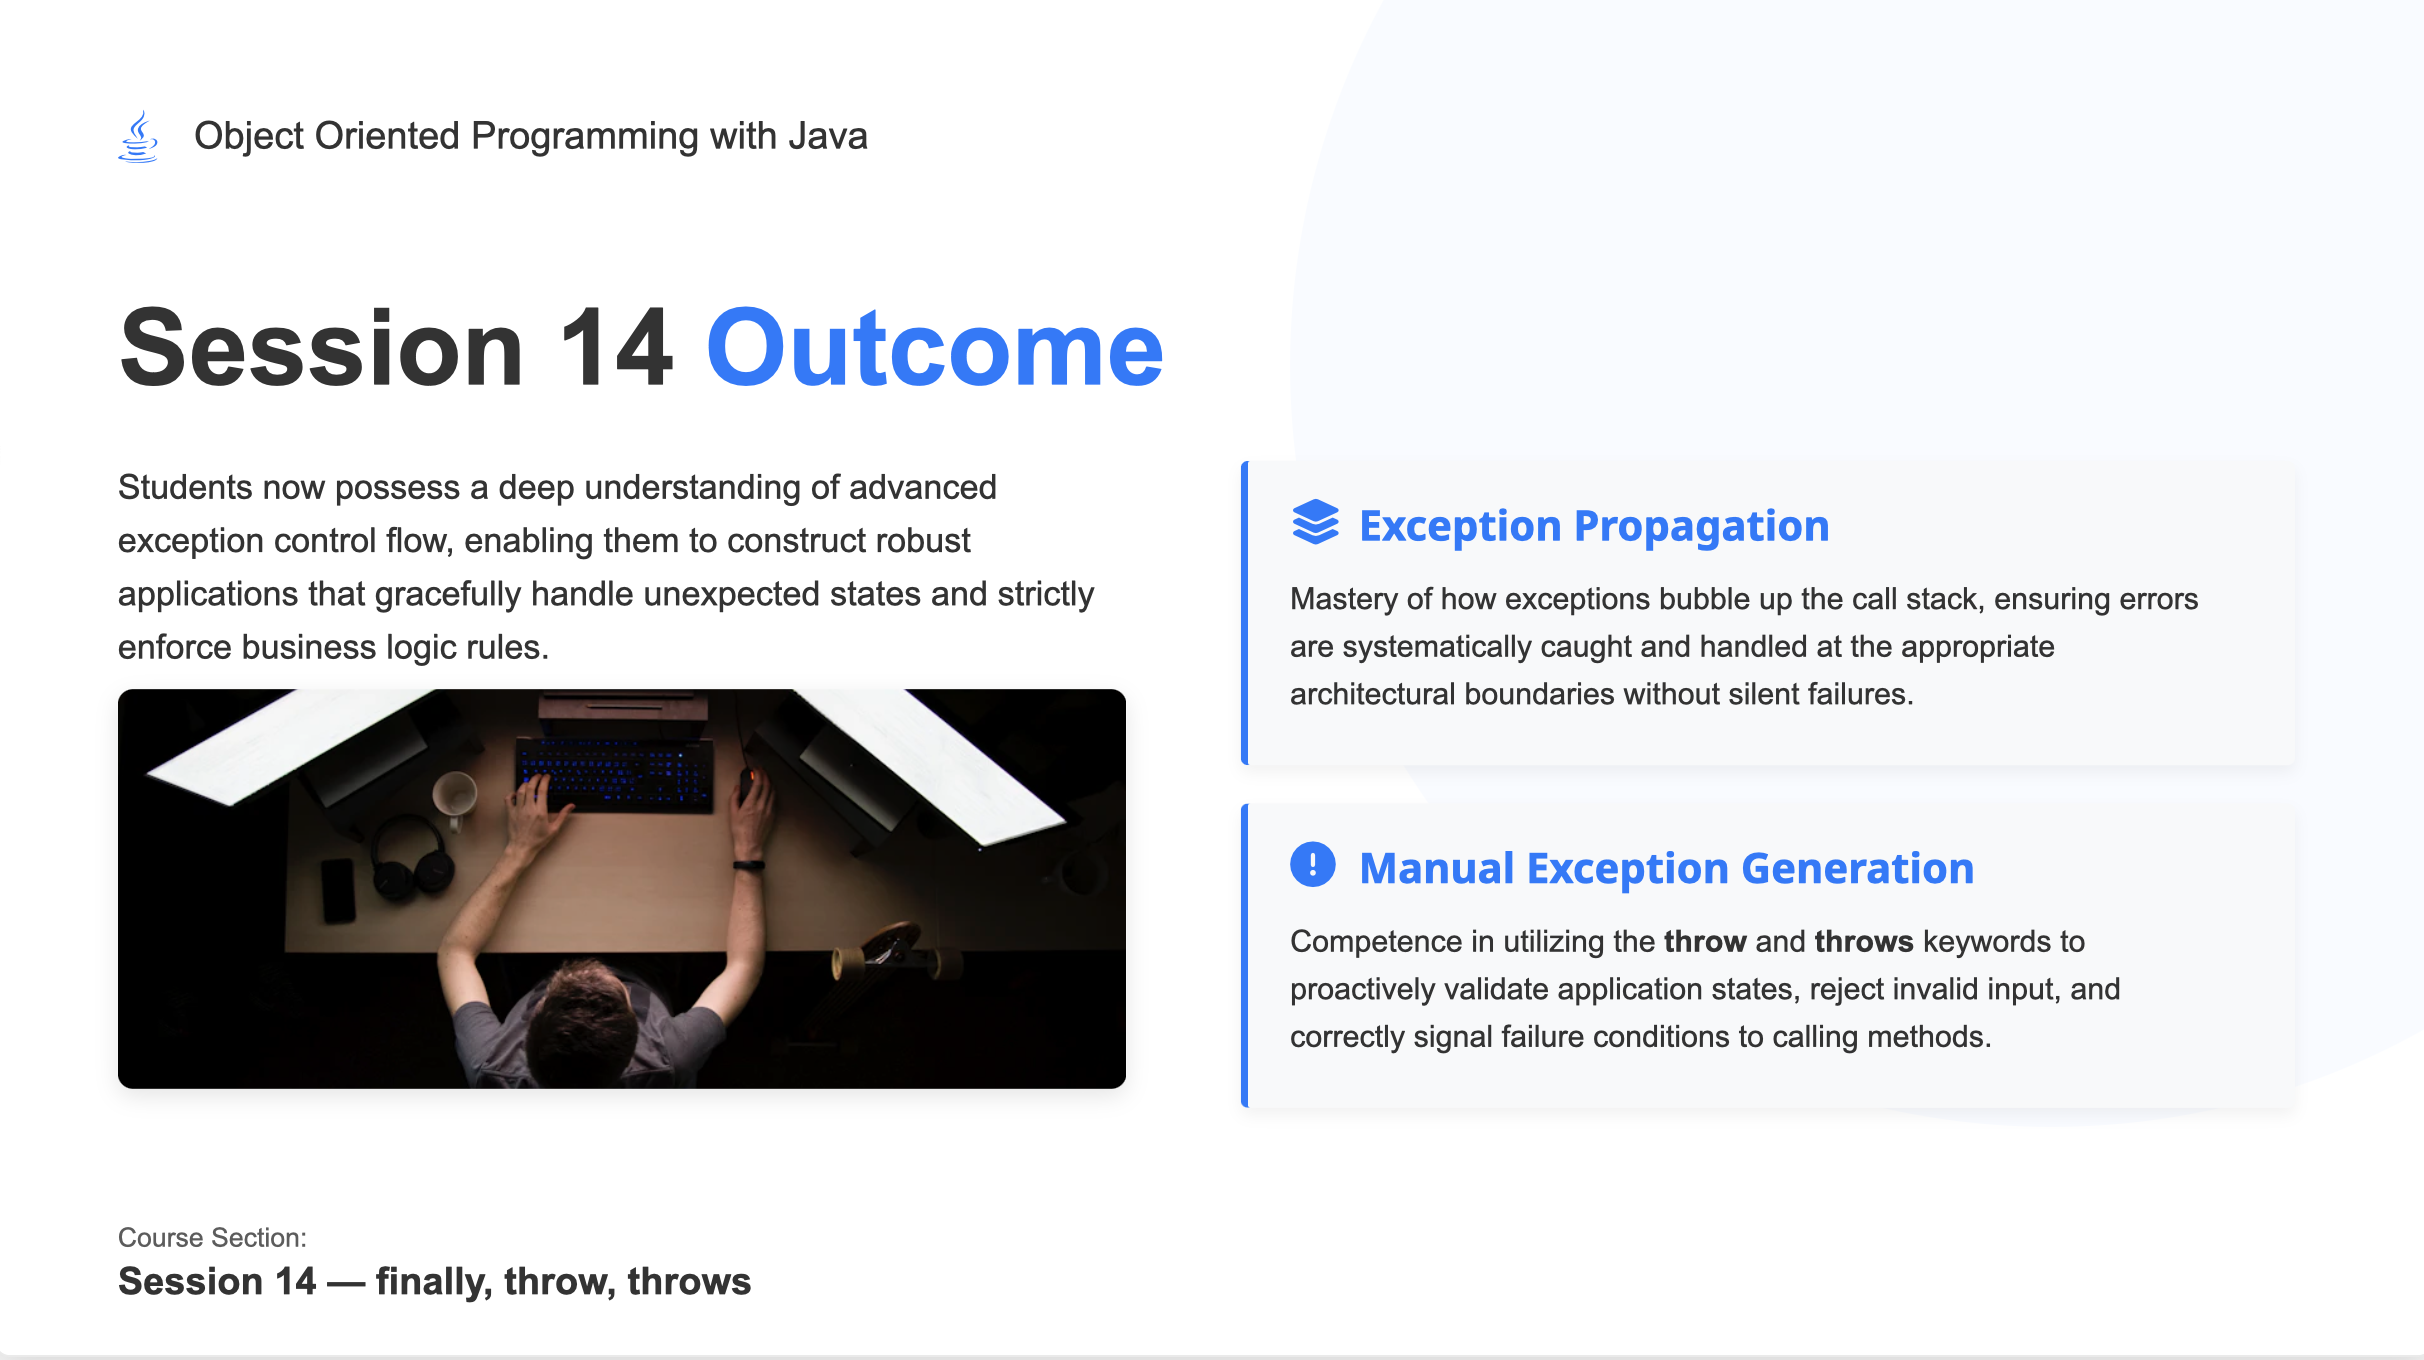 Object Oriented Programming with Java
Session 14 Outcome
Students now possess a deep understanding of advanced
exception control flow, enabling them to construct robust
applications that gracefully handle unexpected states and strictly
enforce business logic rules.
Exception Propagation
Mastery of how exceptions bubble up the call stack, ensuring errors
are systematically caught and handled at the appropriate
architectural boundaries without silent failures.
Manual Exception Generation
Competence in utilizing the throw and throws keywords to
proactively validate application states, reject invalid input, and
correctly signal failure conditions to calling methods.
Course Section:
Session 14 — finally, throw, throws